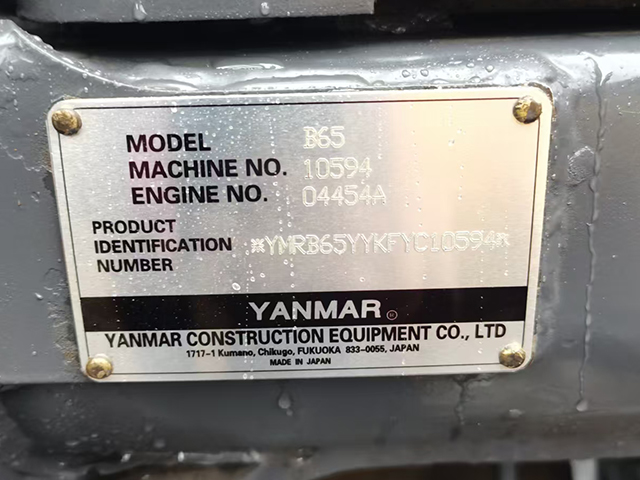 MODEL B65
MACHINE NO. 10594
ENGINE NO. 04454A
PRODUCT
IDENTIFICATION
NUMBER
*YMRB65YYKFYC10594*
YANMAR®
YANMAR CONSTRUCTION EQUIPMENT CO., LTD
1717-1 Kumano, Chikugo, FUKUOKA 833-0055, JAPAN
MADE IN JAPAN